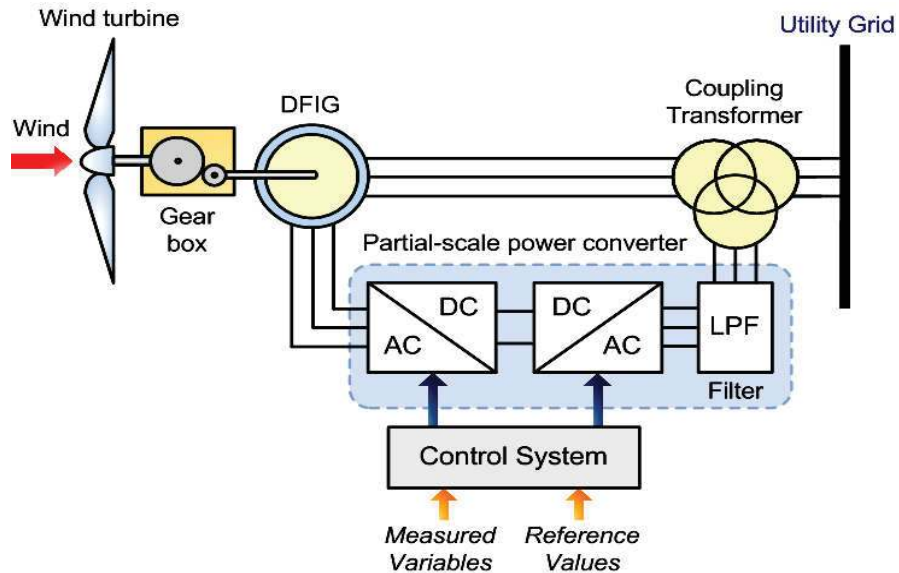 Wind turbine
Utility Grid
DFIG
Coupling
Transformer
Wind
Gear
box
Partial-scale power converter
DC
AC
DC
AC
LPF
Filter
Control System
Measured
Variables
Reference
Values